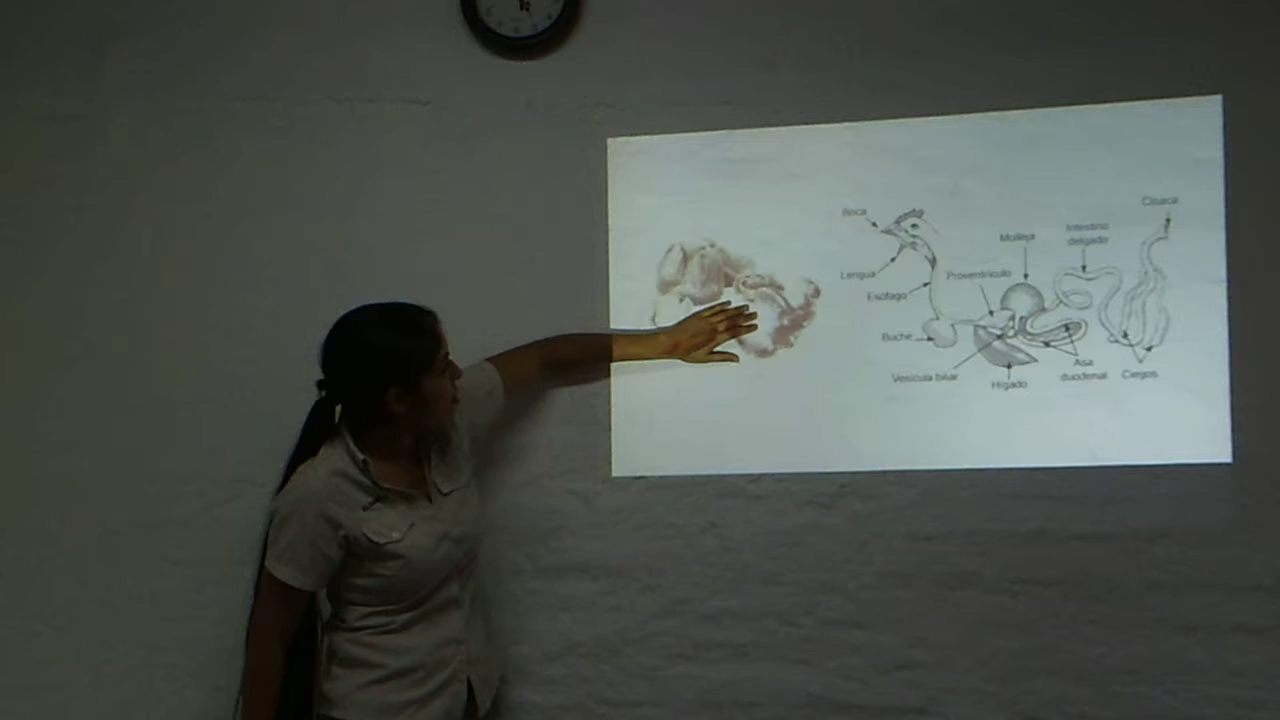 Boca
Lengua
Esófago
Buche
Vesícula biliar
Hígado
Proventrículo
Molleja
Intestino
delgado
Asa
duodenal
Ciegos
Cloaca